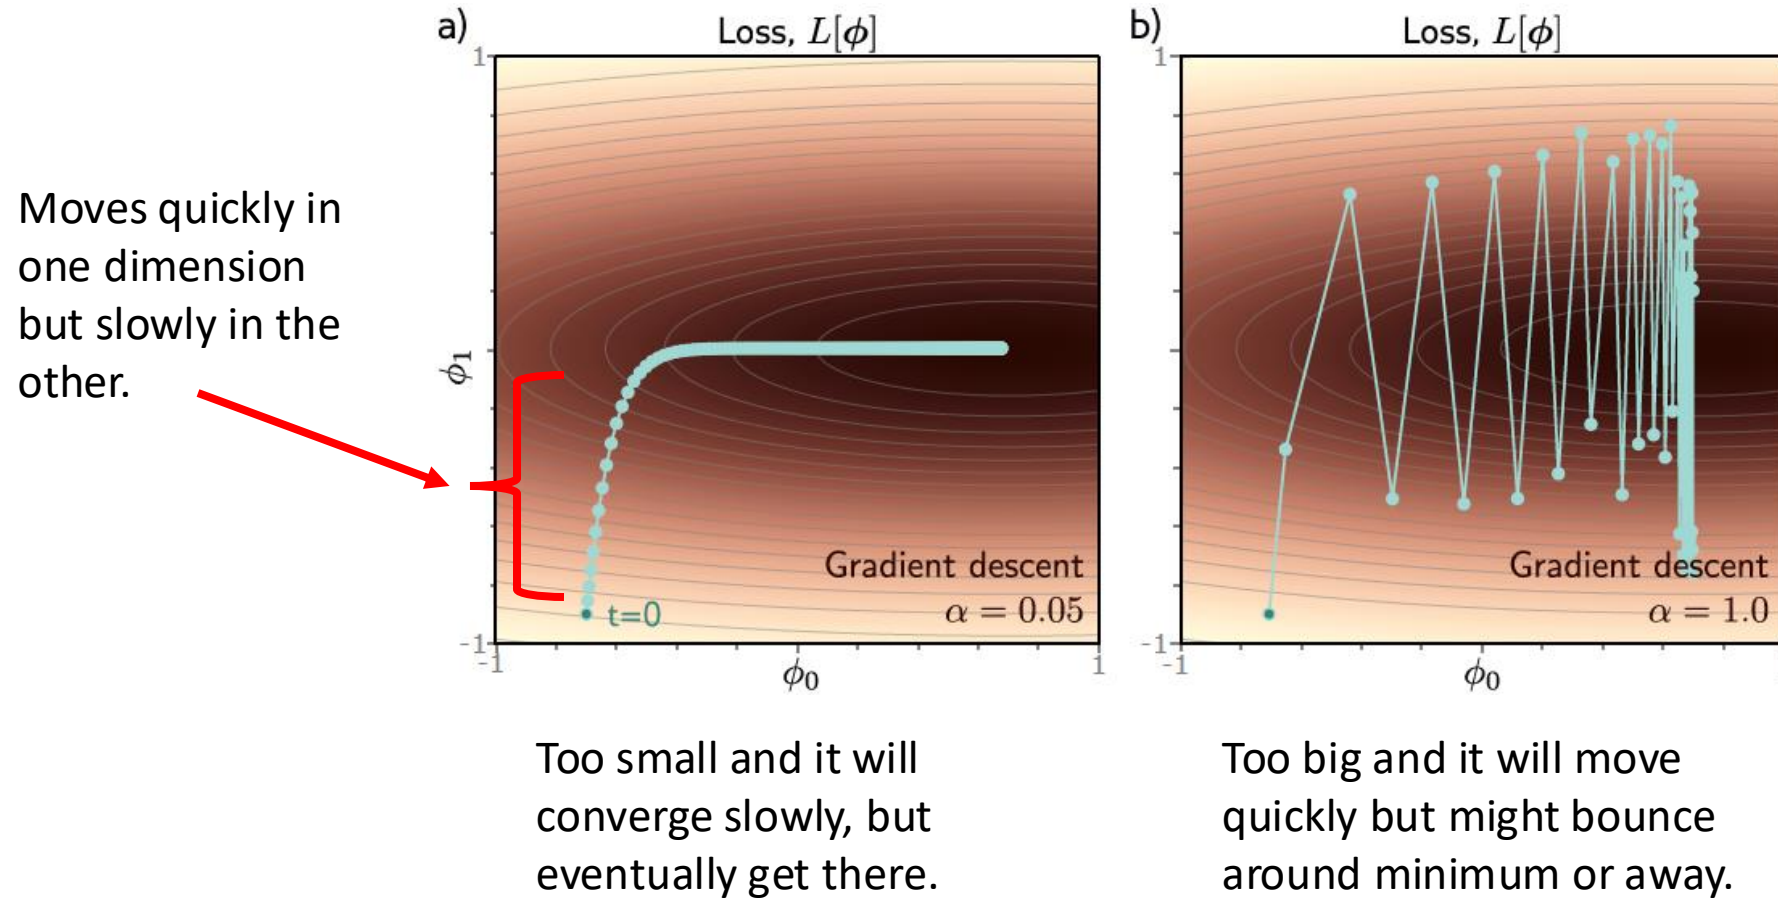 a)
Loss, L[ϕ]
1
ϕ₁
-1
-1
ϕ₀
1
t=0
Gradient descent
α = 0.05
b)
Loss, L[ϕ]
1
-1
-1
ϕ₀
Gradient descent
α = 1.0
Moves quickly in
one dimension
but slowly in the
other.
Too small and it will
converge slowly, but
eventually get there.
Too big and it will move
quickly but might bounce
around minimum or away.